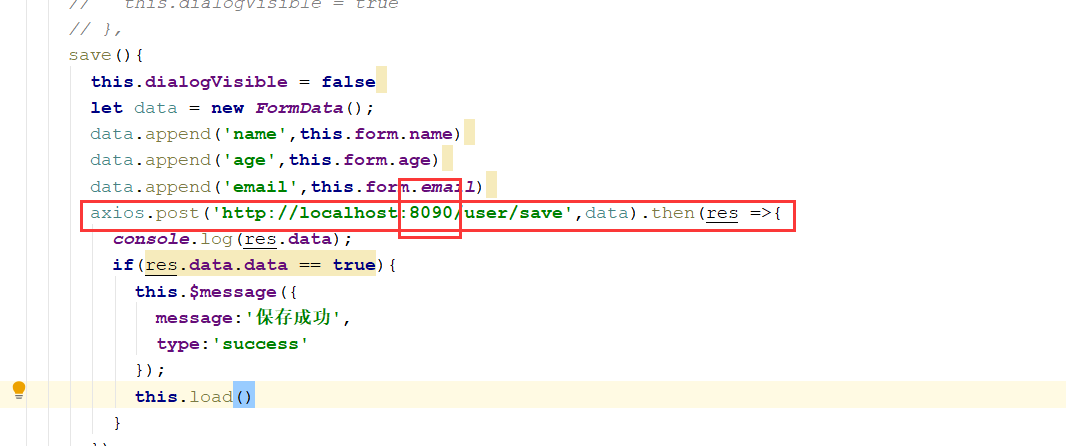 //   this.dialogVisible = true
// },
save(){
this.dialogVisible = false
let data = new FormData();
data.append('name',this.form.name)
data.append('age',this.form.age)
data.append('email',this.form.email)
axios.post('http://localhost:8090/user/save',data).then(res =>{
console.log(res.data);
if(res.data.data == true){
this.$message({
message:'保存成功',
type:'success'
});
this.load()
}
})